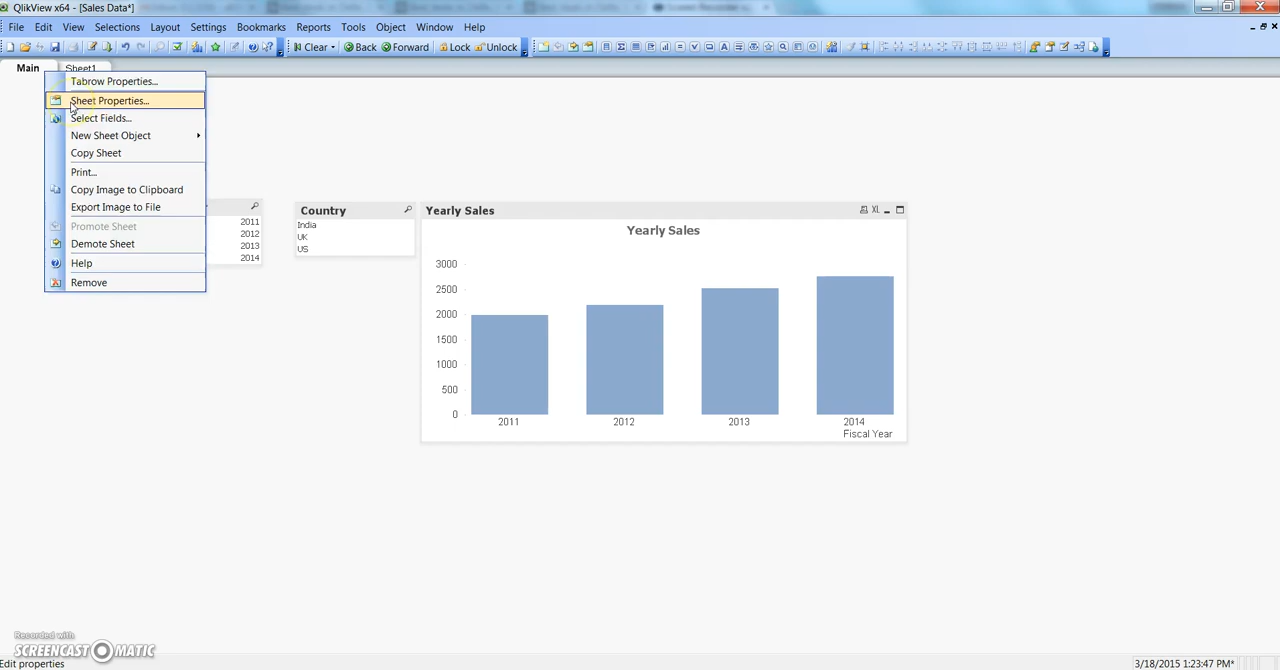 QlikView x64 - [Sales Data*]
File Edit View Selections Layout Settings Bookmarks Reports Tools Object Window Help
Clear Back Forward Lock Unlock
Main Sheet1
Tabrow Properties...
Sheet Properties...
Select Fields...
New Sheet Object
Copy Sheet
Print...
Copy Image to Clipboard
Export Image to File
Promote Sheet
Demote Sheet
Help
Remove
2011
2012
2013
2014
Country
India
UK
US
Yearly Sales XL
Yearly Sales
3000
2500
2000
1500
1000
500
0
2011 2012 2013 2014
Fiscal Year
Recorded with
SCREENCAST-O-MATIC
Edit properties 3/18/2015 1:23:47 PM*